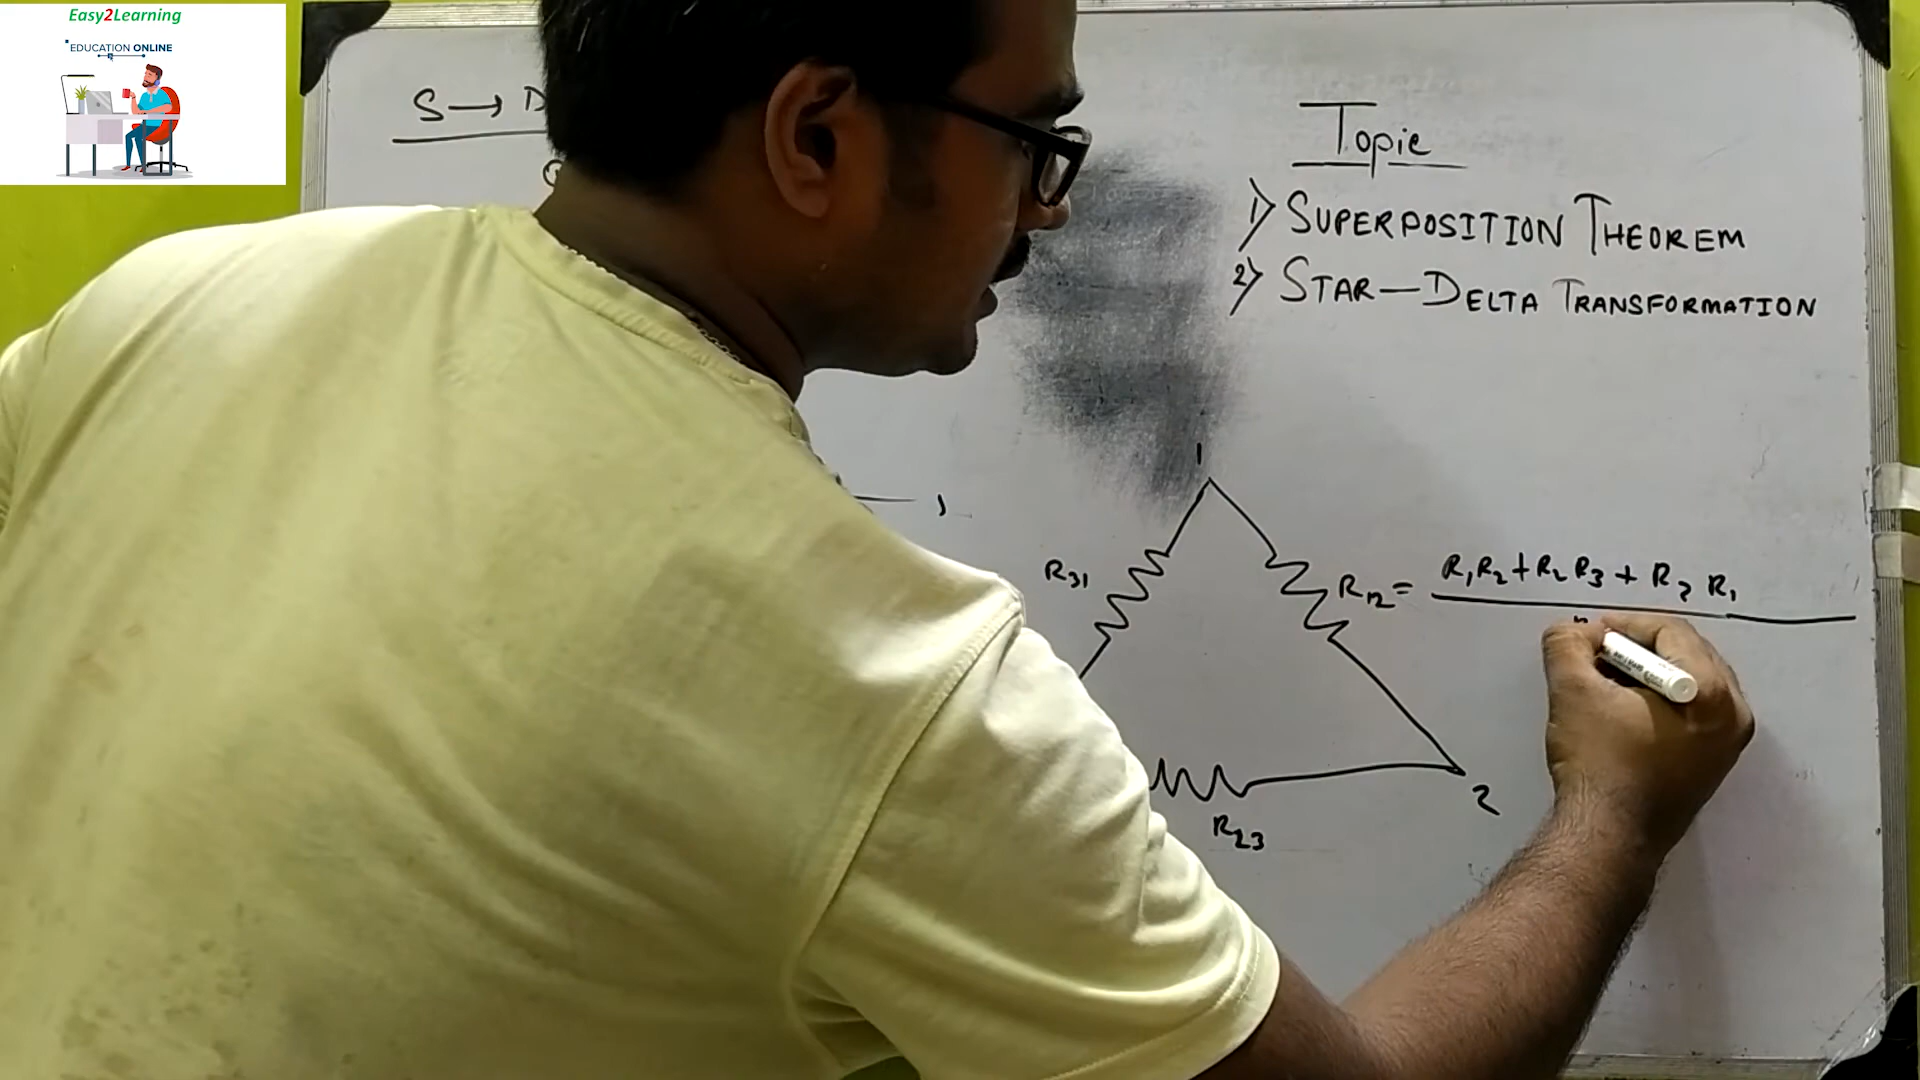 Easy2Learning
EDUCATION ONLINE
S → D
Topic
1) SUPERPOSITION THEOREM
2) STAR - DELTA TRANSFORMATION
1
1
R31
R12 = R1R2 + R2R3 + R3R1
2
R23